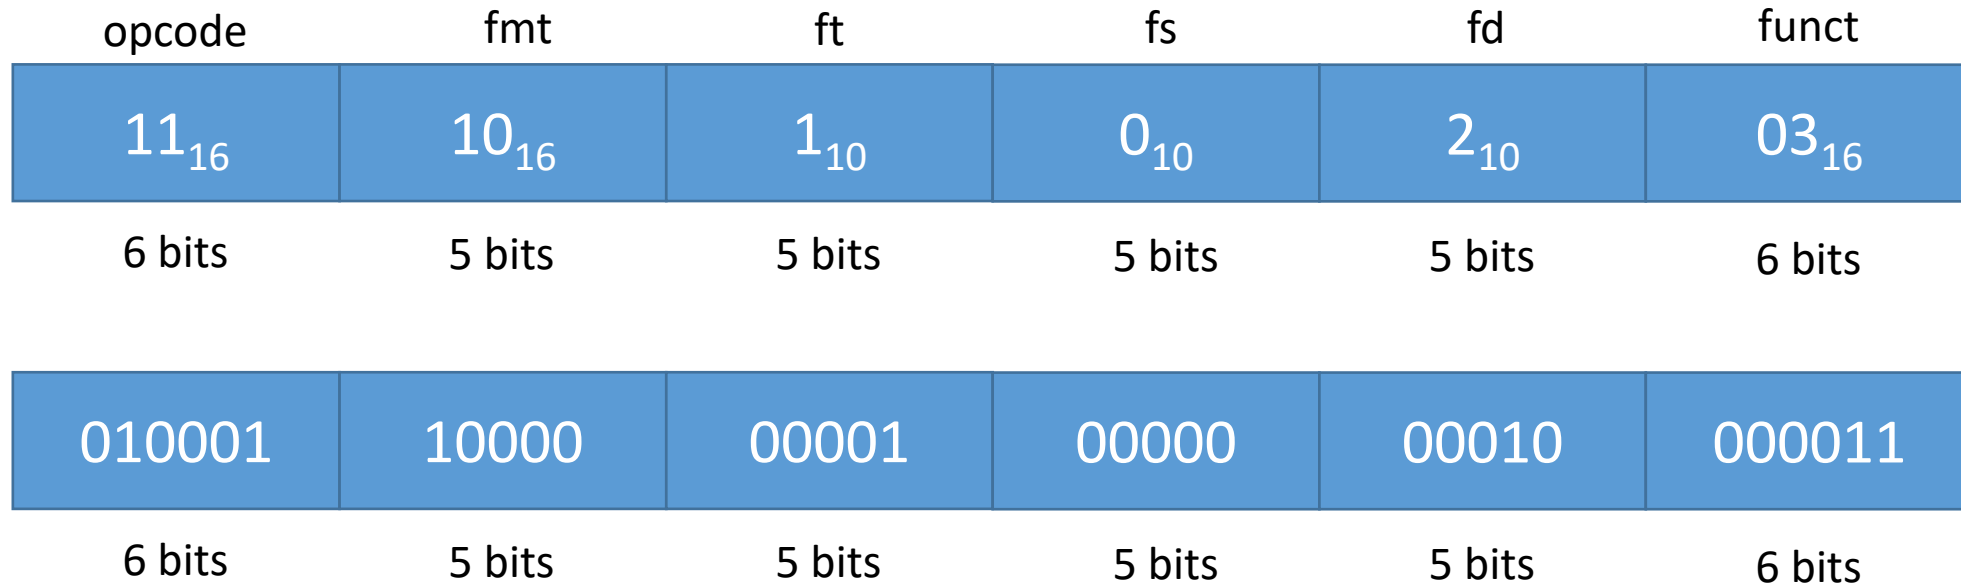 opcode fmt ft fs fd funct
11₁₆ 10₁₆ 1₁₀ 0₁₀ 2₁₀ 03₁₆
6 bits 5 bits 5 bits 5 bits 5 bits 6 bits
010001 10000 00001 00000 00010 000011
6 bits 5 bits 5 bits 5 bits 5 bits 6 bits